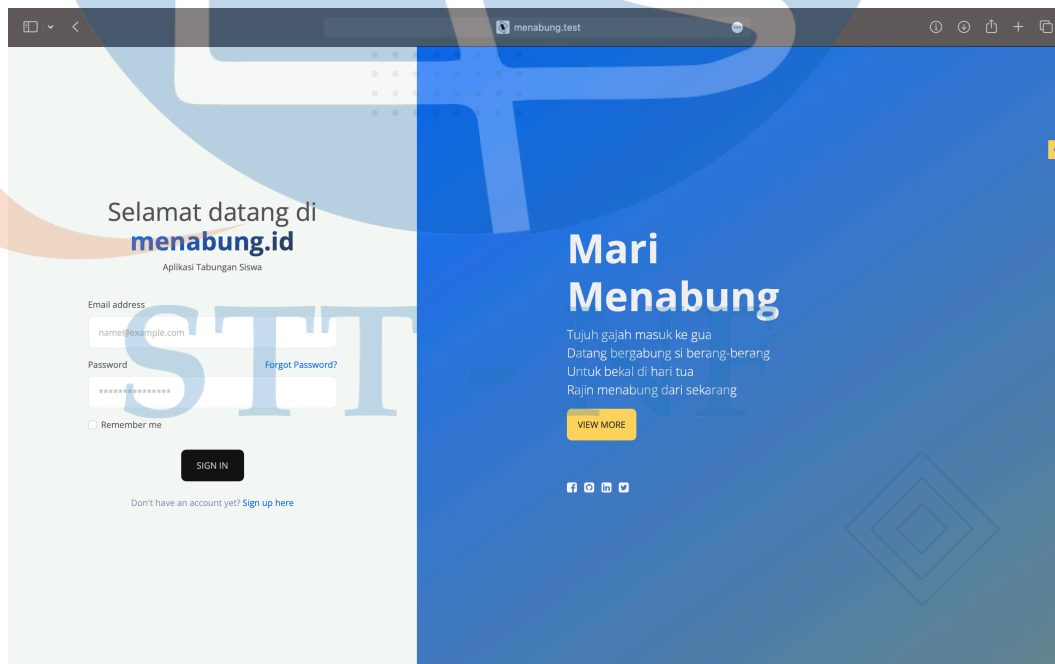 menabung.test
Selamat datang di
menabung.id
Aplikasi Tabungan Siswa
Email address
name@example.com
Password
Forgot Password?
***************
Remember me
SIGN IN
Don't have an account yet? Sign up here
Mari
Menabung
Tujuh gajah masuk ke gua
Datang bergabung si berang-berang
Untuk bekal di hari tua
Rajin menabung dari sekarang
VIEW MORE
STT - NF